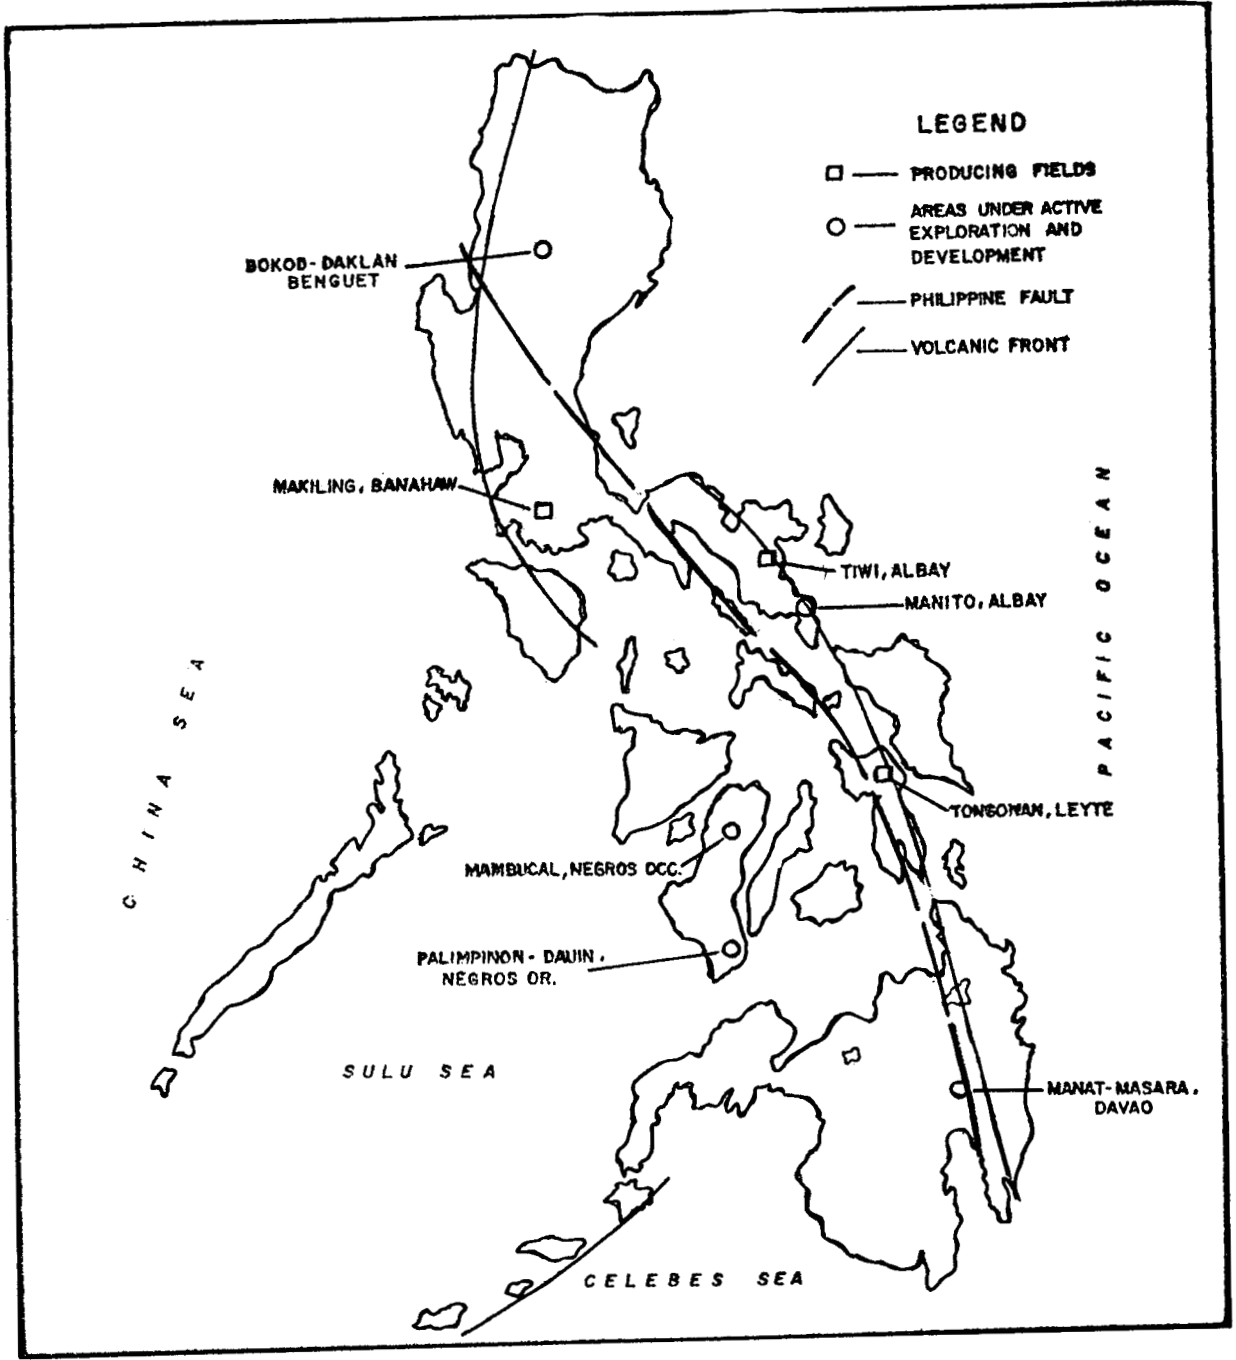 LEGEND
PRODUCING FIELDS
AREAS UNDER ACTIVE
EXPLORATION AND
DEVELOPMENT
PHILIPPINE FAULT
VOLCANIC FRONT
BOKOD-DAKLAN
BENGUET
MAKILING, BANAHAW
TIWI, ALBAY
MANITO, ALBAY
PACIFIC OCEAN
CHINA SEA
TONGONAN, LEYTE
MAMBUCAL, NEGROS OCC.
PALIMPINON - DAUIN,
NEGROS OR.
SULU SEA
MANAT-MASARA,
DAVAO
CELEBES SEA